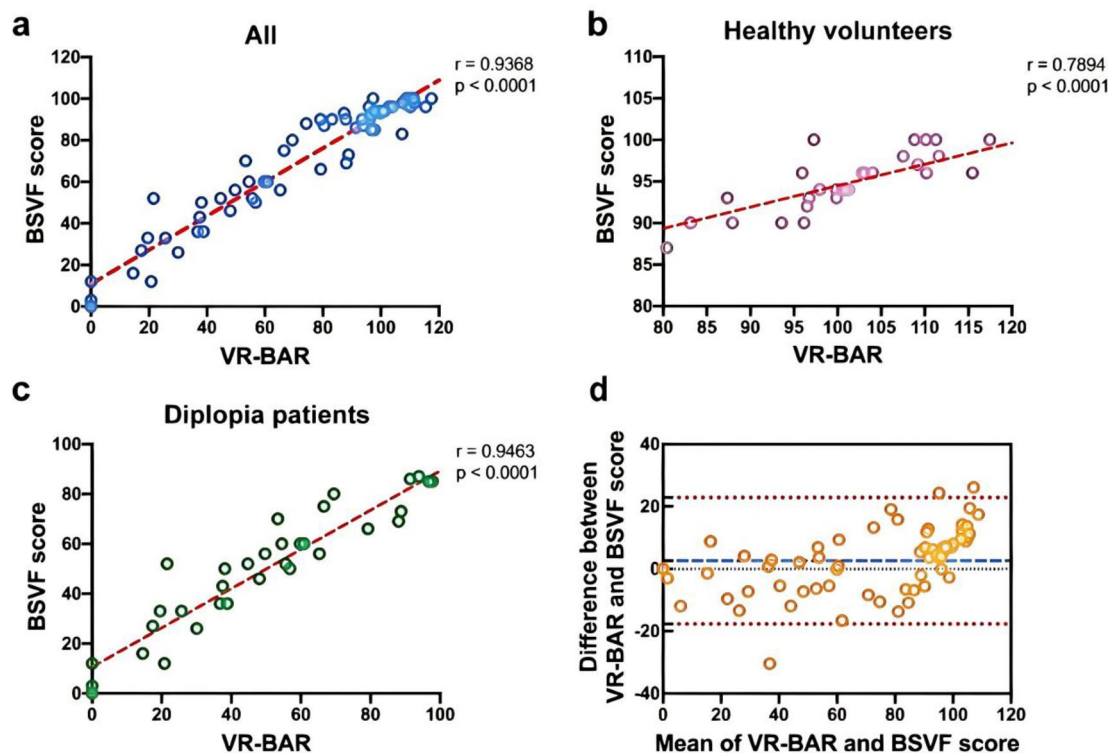 a
All
r = 0.9368
p < 0.0001
BSVF score
120
100
80
60
40
20
0
0 20 40 60 80 100 120
VR-BAR
b
Healthy volunteers
r = 0.7894
p < 0.0001
BSVF score
110
105
100
95
90
85
80
80 85 90 95 100 105 110 115 120
VR-BAR
c
Diplopia patients
r = 0.9463
p < 0.0001
BSVF score
100
80
60
40
20
0
0 20 40 60 80 100
VR-BAR
d
Difference between
VR-BAR and BSVF score
40
20
0
-20
-40
0 20 40 60 80 100 120
Mean of VR-BAR and BSVF score